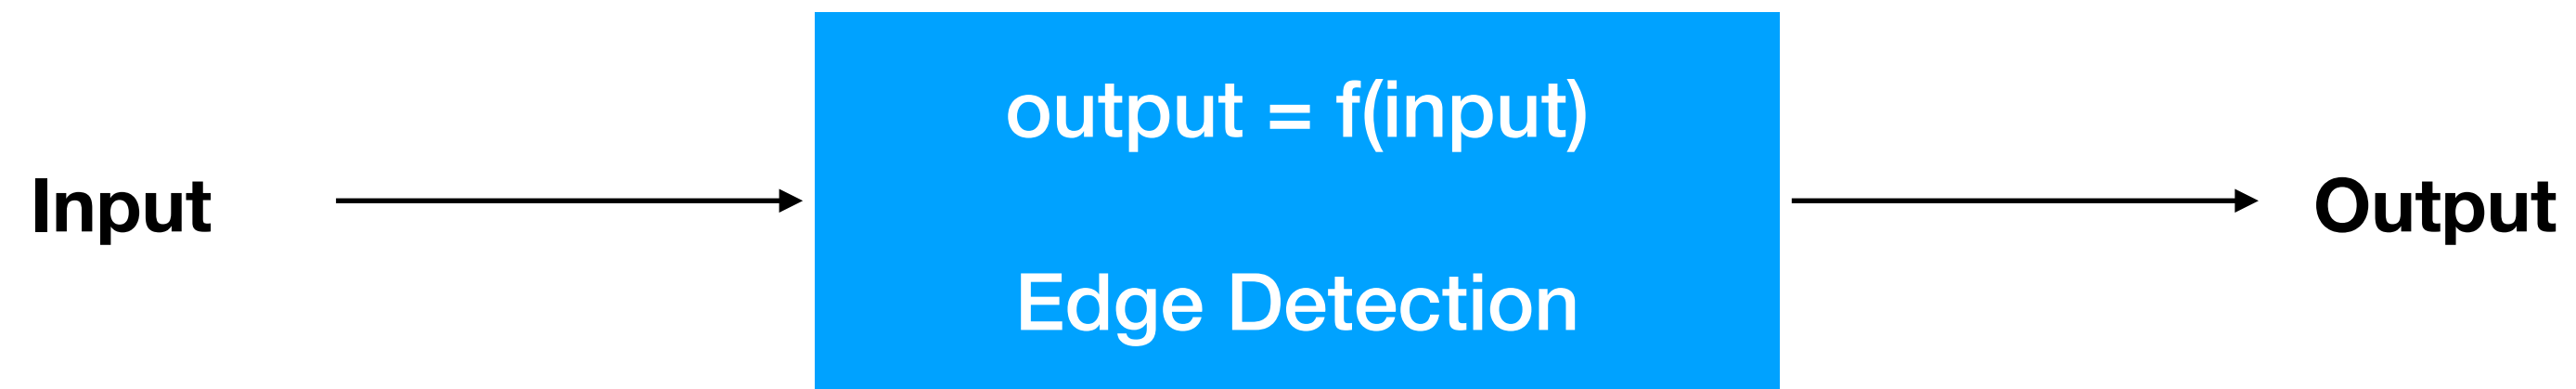 Input
output = f(input)
Edge Detection
Output